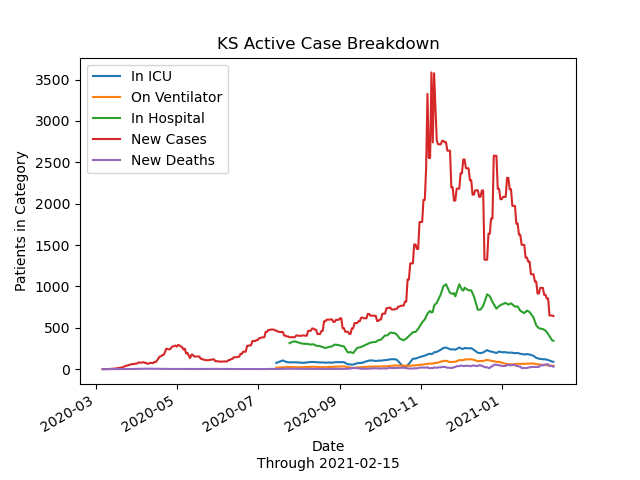 KS Active Case Breakdown
In ICU
On Ventilator
In Hospital
New Cases
New Deaths
Patients in Category
3500
3000
2500
2000
1500
1000
500
0
2020-03
2020-05
2020-07
2020-09
2020-11
2021-01
Date
Through 2021-02-15